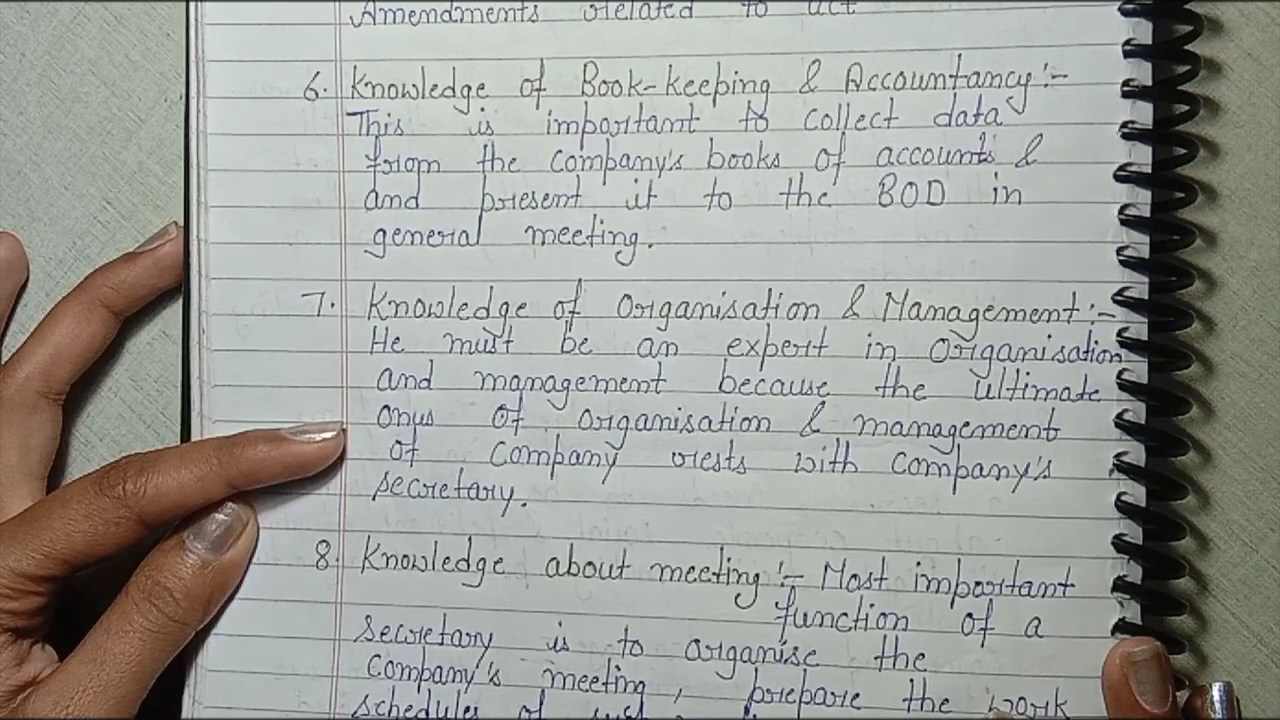 Amendments related to act
6. Knowledge of Book-keeping & Accountancy :-
This is important to collect data
from the company's books of accounts &
and present it to the BOD in
general meeting.
7. Knowledge of Organisation & Management :-
He must be an expert in Organisation
and management because the ultimate
onus of organisation & management
of company rests with company's
secretary.
8. Knowledge about meeting :- Most important
function of a
secretary is to organise the
company's meeting, prepare the work
schedules of such